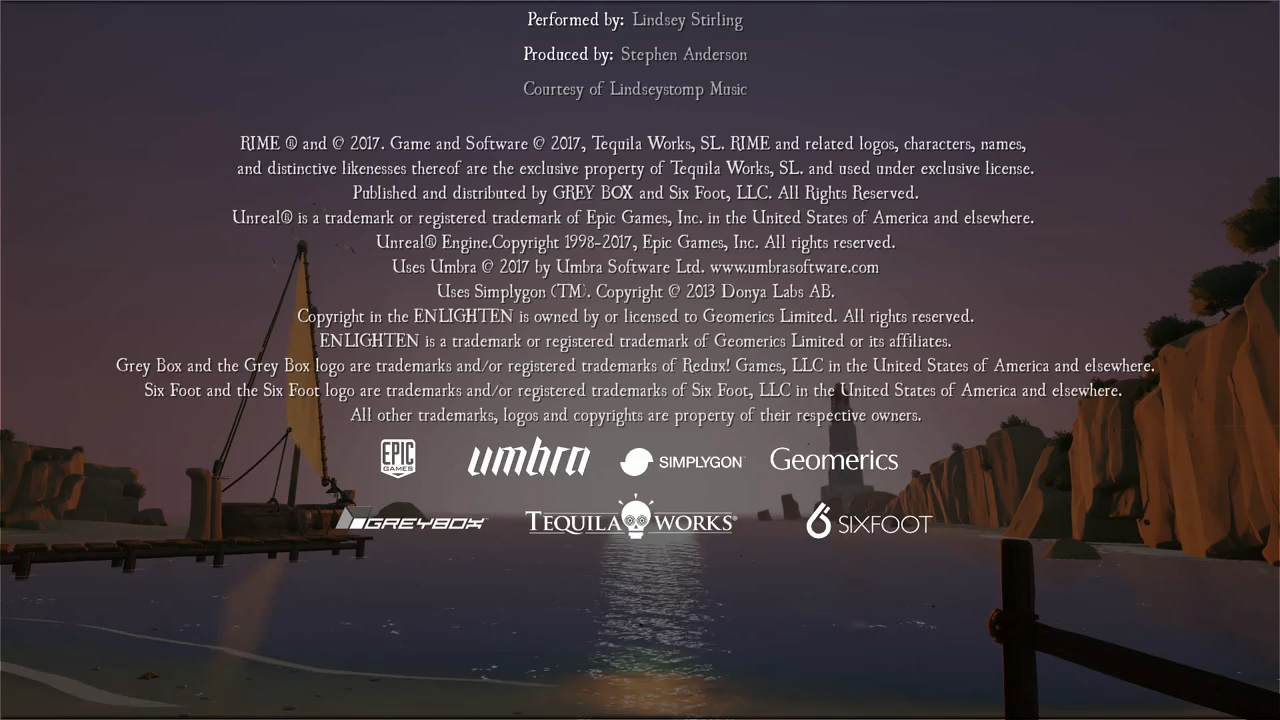 Performed by: Lindsey Stirling
Produced by: Stephen Anderson
Courtesy of Lindseystomp Music
RIME ® and © 2017. Game and Software © 2017, Tequila Works, SL. RIME and related logos, characters, names,
and distinctive likenesses thereof are the exclusive property of Tequila Works, SL. and used under exclusive license.
Published and distributed by GREY BOX and Six Foot, LLC. All Rights Reserved.
Unreal® is a trademark or registered trademark of Epic Games, Inc. in the United States of America and elsewhere.
Unreal® Engine.Copyright 1998-2017, Epic Games, Inc. All rights reserved.
Uses Umbra © 2017 by Umbra Software Ltd. www.umbrasoftware.com
Uses Simplygon (TM). Copyright © 2013 Donya Labs AB.
Copyright in the ENLIGHTEN is owned by or licensed to Geomerics Limited. All rights reserved.
ENLIGHTEN is a trademark or registered trademark of Geomerics Limited or its affiliates.
Grey Box and the Grey Box logo are trademarks and/or registered trademarks of Redux! Games, LLC in the United States of America and elsewhere.
Six Foot and the Six Foot logo are trademarks and/or registered trademarks of Six Foot, LLC in the United States of America and elsewhere.
All other trademarks, logos and copyrights are property of their respective owners.
EPIC GAMES umbra SIMPLYGON™ Geomerics
GREYBOX™ TEQUILA WORKS® SIXFOOT